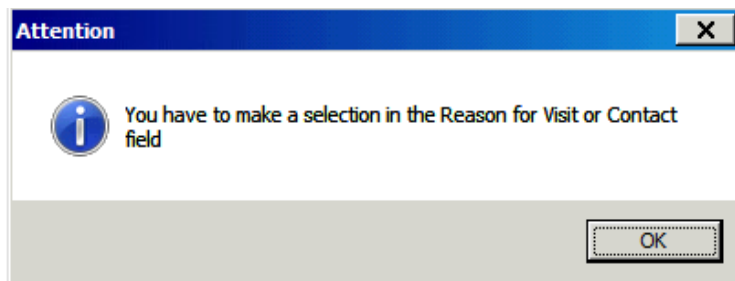 Attention
You have to make a selection in the Reason for Visit or Contact
field
OK